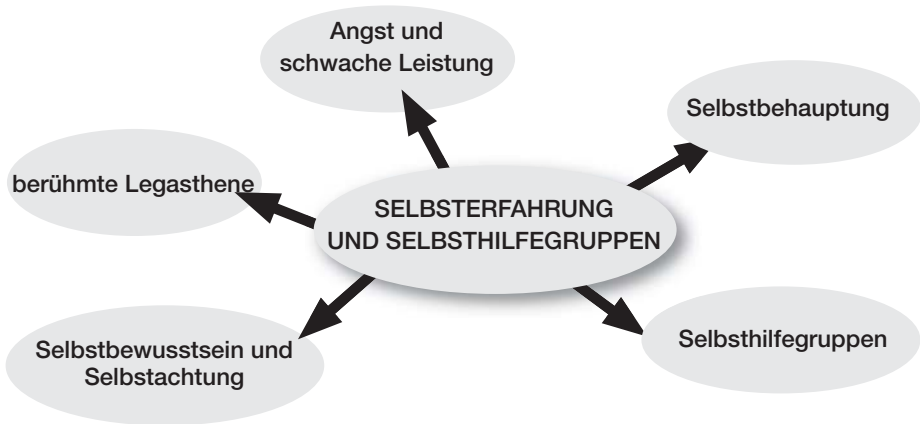 Angst und
schwache Leistung
Selbstbehauptung
berühmte Legasthene
SELBSTERFAHRUNG
UND SELBSTHILFEGRUPPEN
Selbstbewusstsein und
Selbstachtung
Selbsthilfegruppen